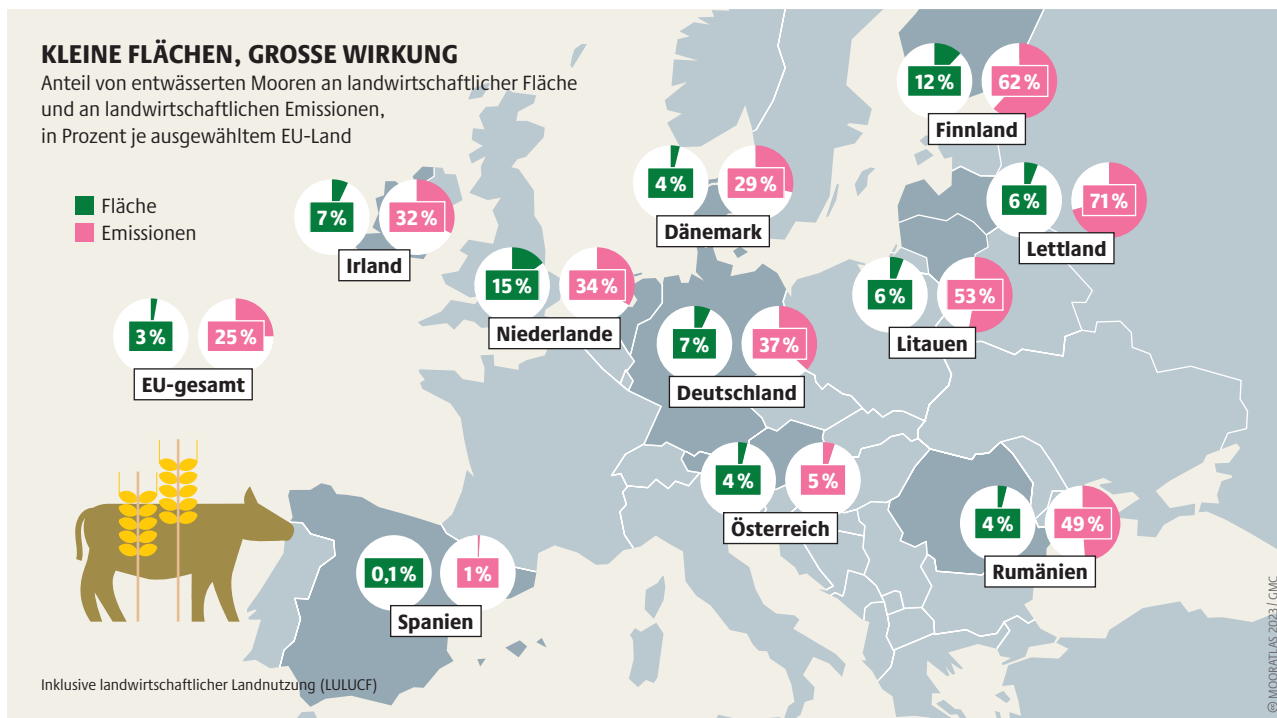 KLEINE FLÄCHEN, GROSSE WIRKUNG
Anteil von entwässerten Mooren an landwirtschaftlicher Fläche
und an landwirtschaftlichen Emissionen,
in Prozent je ausgewähltem EU-Land
Fläche
Emissionen
12 % 62 %
Finnland
4 % 29 %
Dänemark
7 % 32 %
Irland
6 % 71 %
Lettland
15 % 34 %
Niederlande
6 % 53 %
Litauen
3 % 25 %
EU-gesamt
7 % 37 %
Deutschland
4 % 5 %
Österreich
4 % 49 %
Rumänien
0,1 % 1 %
Spanien
Inklusive landwirtschaftlicher Landnutzung (LULUCF)
© MOORATLAS 2023 / GMC